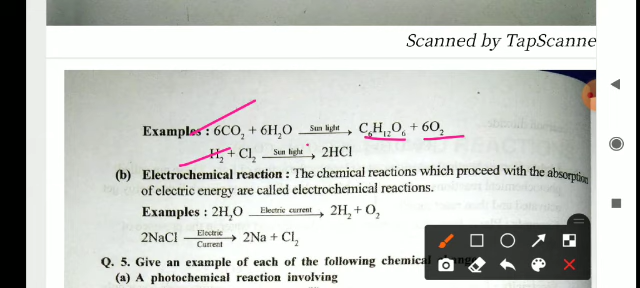 Scanned by TapScanne
Examples : 6CO₂ + 6H₂O Sun light → C₆H₁₂O₆ + 6O₂
H₂ + Cl₂ Sun light → 2HCl
(b) Electrochemical reaction : The chemical reactions which proceed with the absorption
of electric energy are called electrochemical reactions.
Examples : 2H₂O Electric current → 2H₂ + O₂
2NaCl Electric Current → 2Na + Cl₂
Q. 5. Give an example of each of the following chemical
(a) A photochemical reaction involving